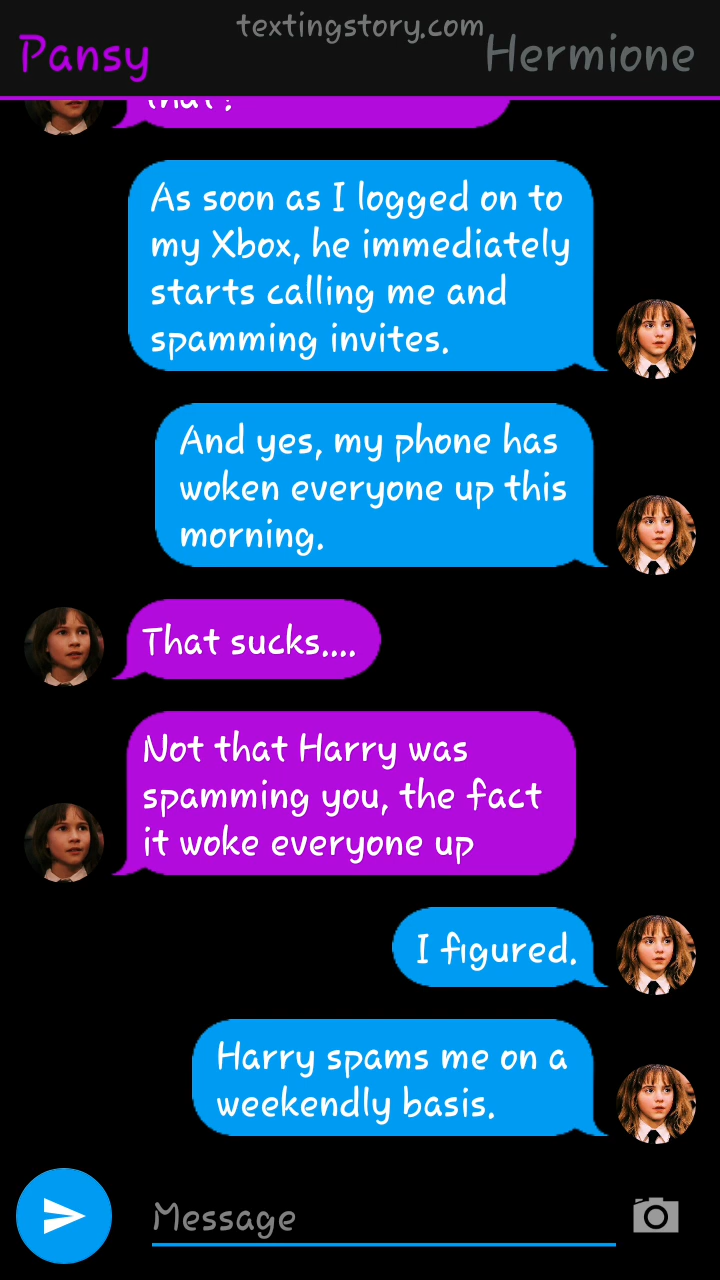 textingstory.com
Pansy
Hermione
that?
As soon as I logged on to
my Xbox, he immediately
starts calling me and
spamming invites.
And yes, my phone has
woken everyone up this
morning.
That sucks....
Not that Harry was
spamming you, the fact
it woke everyone up
I figured.
Harry spams me on a
weekendly basis.
Message